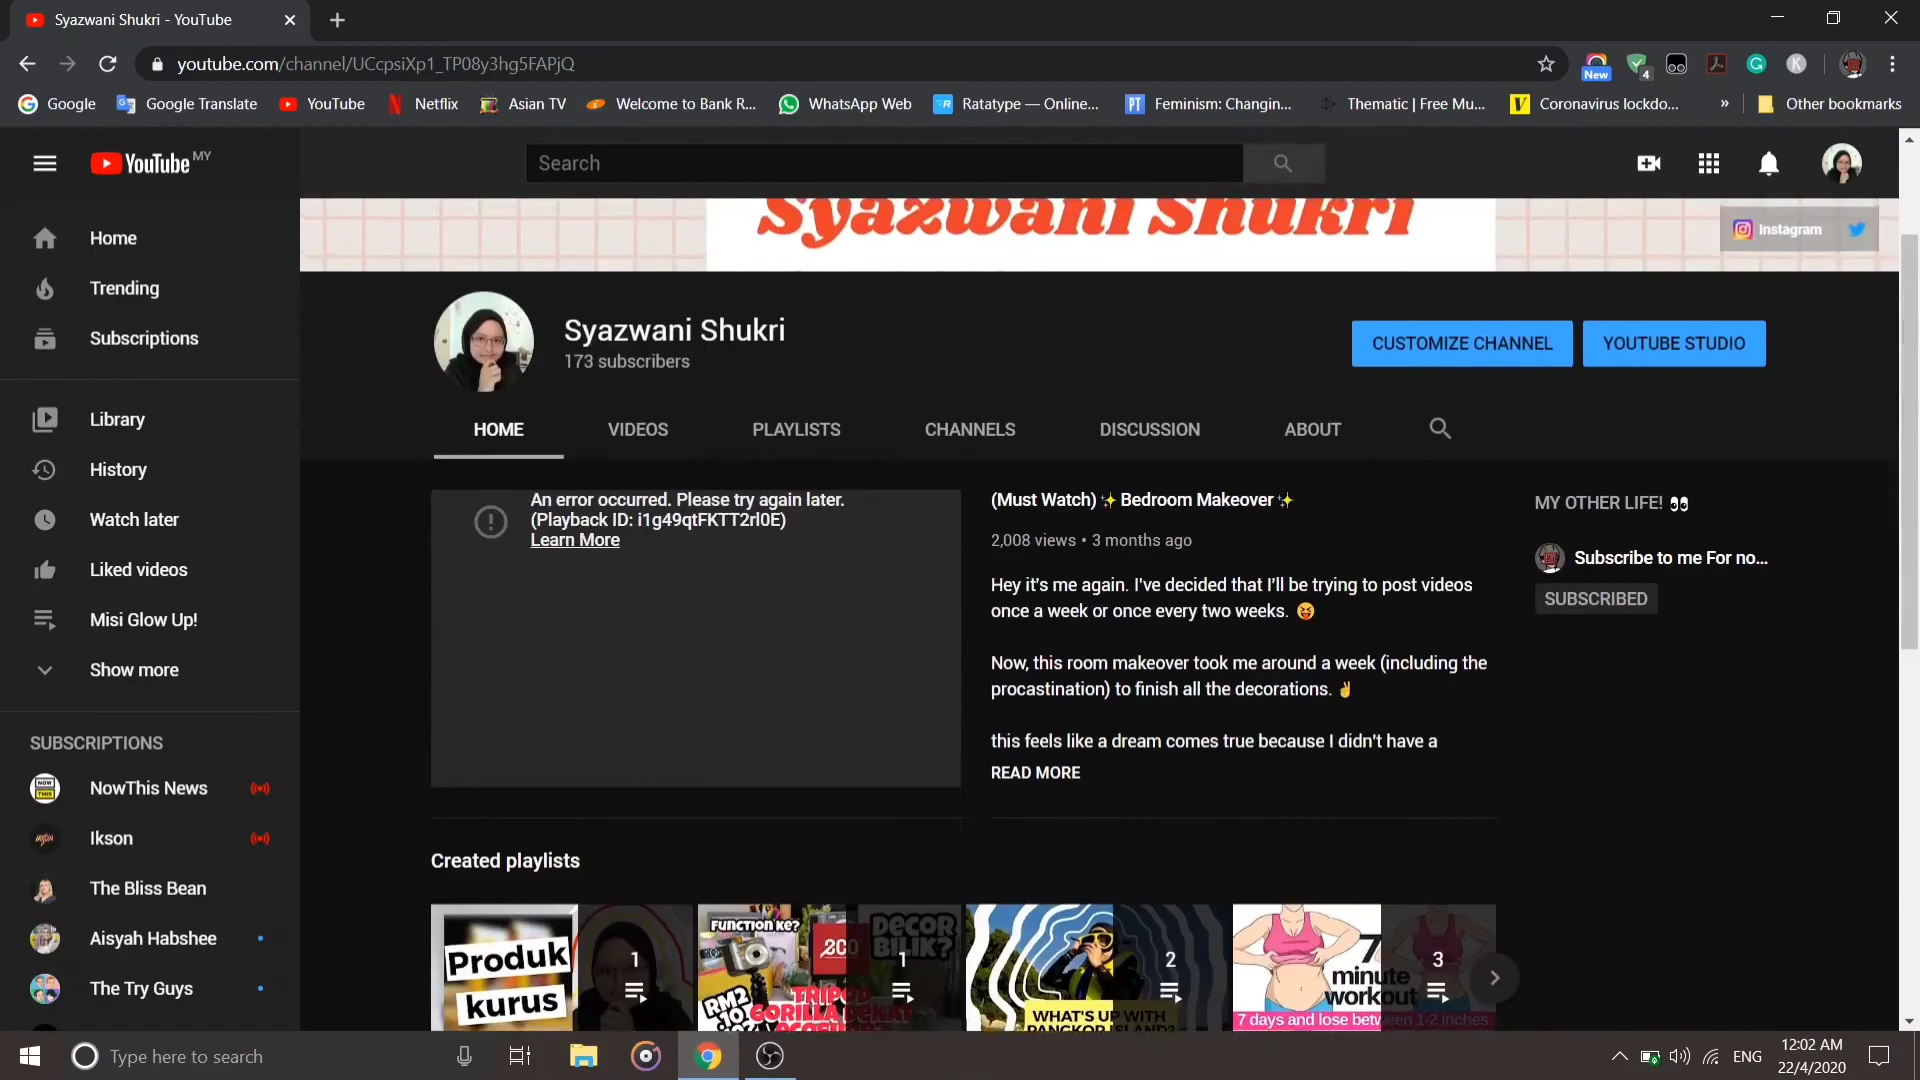 Syazwani Shukri - YouTube
youtube.com/channel/UCcpsiXp1_TP08y3hg5FAPjQ
New
4
Google
Google Translate
YouTube
Netflix
Asian TV
Welcome to Bank R...
WhatsApp Web
Ratatype — Online...
PT
Feminism: Changin...
Thematic | Free Mu...
Coronavirus lockdo...
»
Other bookmarks
YouTube MY
Search
Syazwani Shukri
Instagram
Home
Trending
Subscriptions
Library
History
Watch later
Liked videos
Misi Glow Up!
Show more
SUBSCRIPTIONS
NowThis News
Ikson
The Bliss Bean
Aisyah Habshee
The Try Guys
Syazwani Shukri
173 subscribers
CUSTOMIZE CHANNEL
YOUTUBE STUDIO
HOME
VIDEOS
PLAYLISTS
CHANNELS
DISCUSSION
ABOUT
An error occurred. Please try again later.
(Playback ID: i1g49qtFKTT2rl0E)
Learn More
(Must Watch)✨Bedroom Makeover✨
2,008 views • 3 months ago
Hey it's me again. I've decided that I'll be trying to post videos
once a week or once every two weeks. 😝
Now, this room makeover took me around a week (including the
procastination) to finish all the decorations. ✌
this feels like a dream comes true because I didn't have a
READ MORE
MY OTHER LIFE! 👀
Subscribe to me For no...
SUBSCRIBED
Created playlists
Produk
kurus
1
FUNCTION KE?
DECOR
BILIK?
1
RM2
TRIPOD
GORILLA
2
WHAT'S UP WITH
PANGKOR ISLAND?
7
minute
workout
3
7 days and lose between 1-2 inches
Type here to search
ENG
12:02 AM
22/4/2020